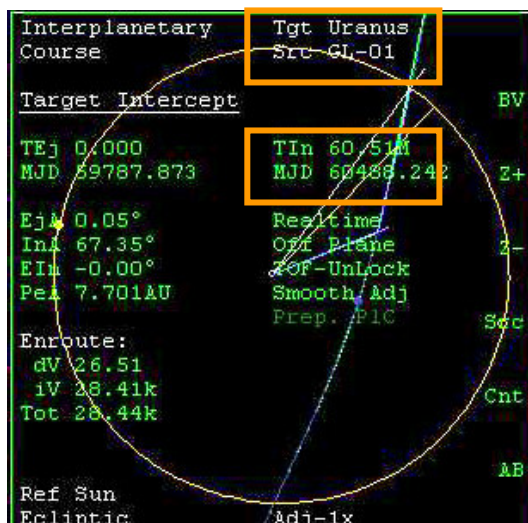 Interplanetary Tgt Uranus
Course Src GL-01
Target Intercept BV
TEj 0.000 TIn 60.51M
MJD 59787.873 MJD 60488.242 Z+
EjA 0.05° Realtime
InA 67.35° Off Plane Z-
EIn -0.00° TOF-UnLock
PeA 7.701AU Smooth Adj
Prep. PlC Scc
Enroute:
dV 26.51
iV 28.41k Cnt
Tot 28.44k
AB
Ref Sun
Ecliptic Adj-1x